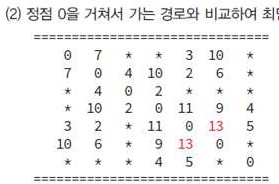 (2) 정점 0을 거쳐서 가는 경로와 비교하여
===============================
0 7 * * 3 10 *
7 0 4 10 2 6 *
* 4 0 2 * * *
* 10 2 0 11 9 4
3 2 * 11 0 13 5
10 6 * 9 13 0 *
* * * 4 5 * 0
===============================